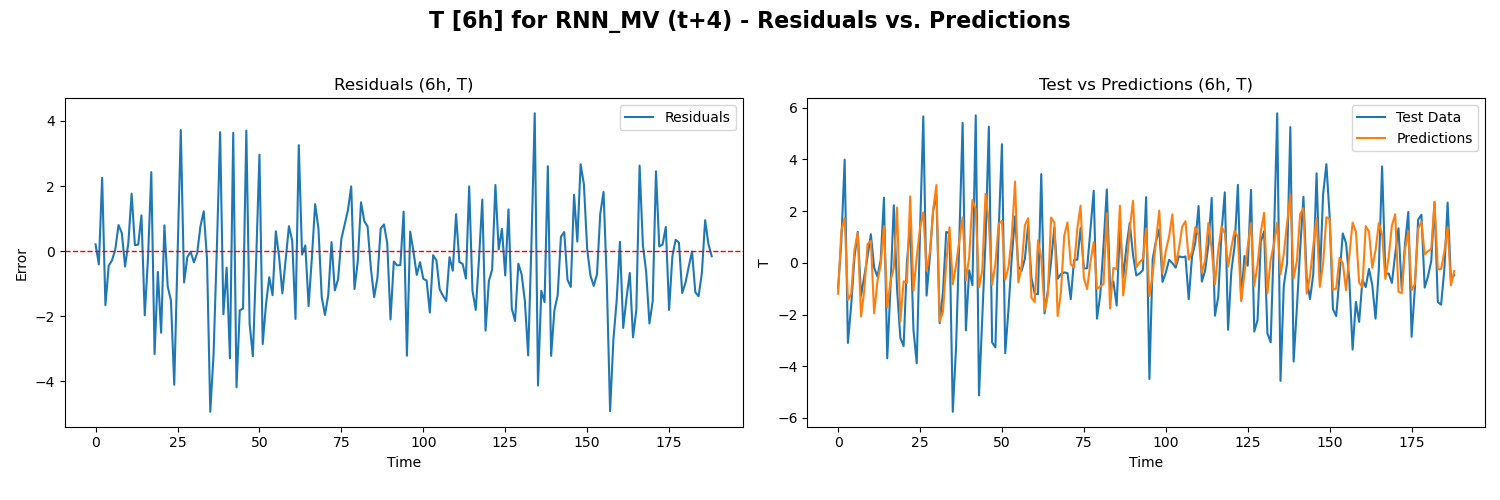 T [6h] for RNN_MV (t+4) - Residuals vs. Predictions
Residuals (6h, T)
Residuals
4
2
0
−2
−4
Error
0
25
50
75
100
125
150
175
Time
Test vs Predictions (6h, T)
Test Data
Predictions
6
4
2
0
−2
−4
−6
T
0
25
50
75
100
125
150
175
Time